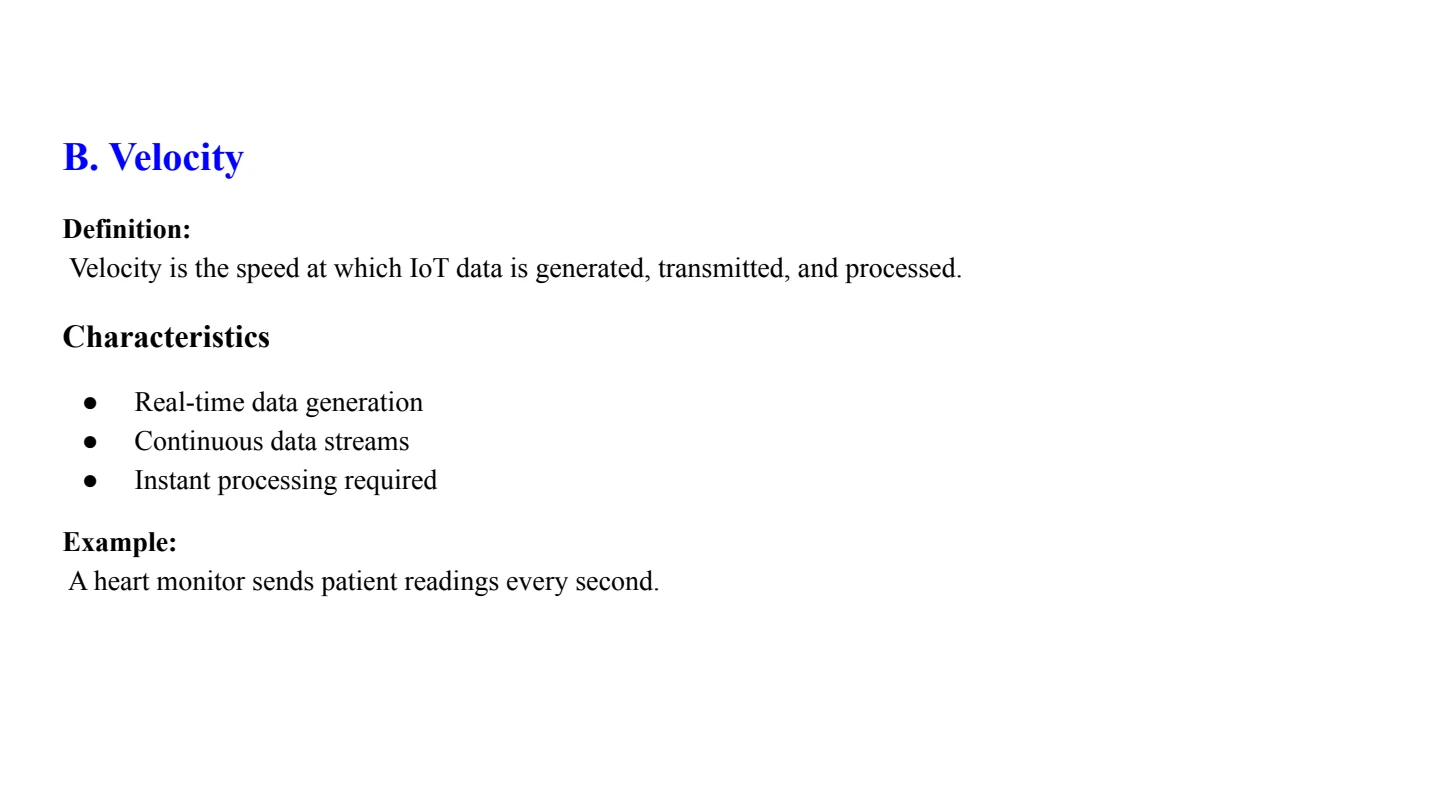 B. Velocity
Definition:
Velocity is the speed at which IoT data is generated, transmitted, and processed.
Characteristics
● Real-time data generation
● Continuous data streams
● Instant processing required
Example:
A heart monitor sends patient readings every second.